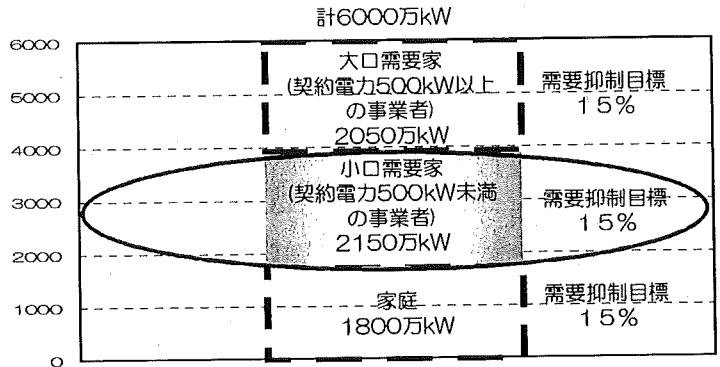 計6000万kW
6000
5000
4000
3000
2000
1000
0
大口需要家
(契約電力500kW以上
の事業者)
2050万kW
需要抑制目標
15%
小口需要家
(契約電力500kW未満
の事業者)
2150万kW
需要抑制目標
15%
家庭
1800万kW
需要抑制目標
15%